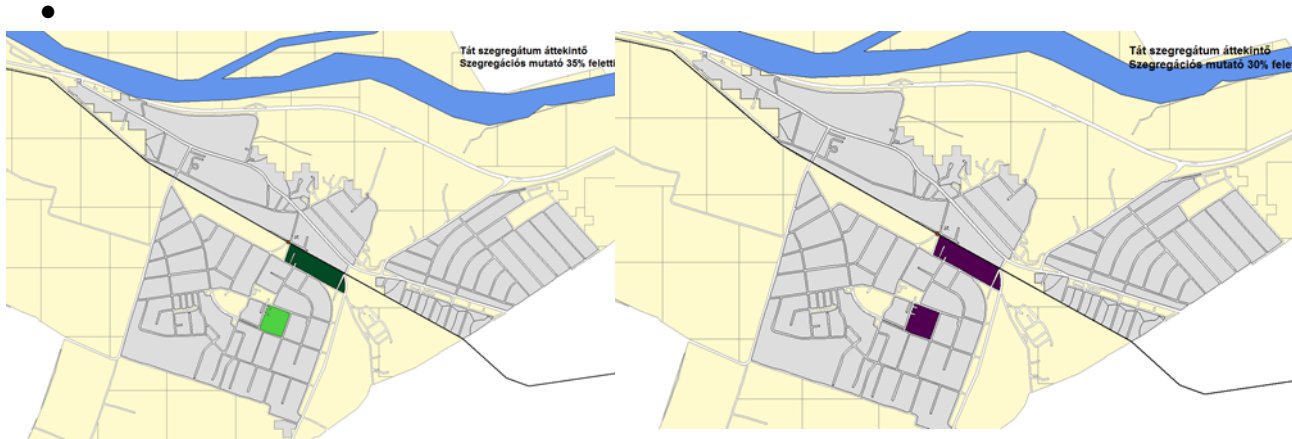 Tát szegregátum áttekintő
Szegregációs mutató 35% feletti
Tát szegregátum áttekintő
Szegregációs mutató 30% felet